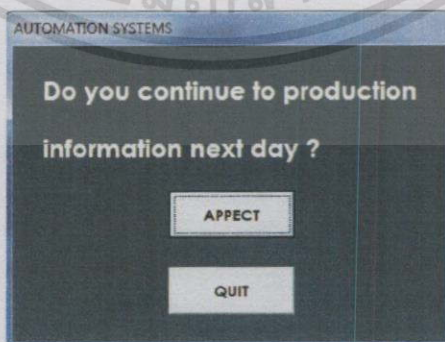 AUTOMATION SYSTEMS
Do you continue to production
information next day ?
APPECT
QUIT